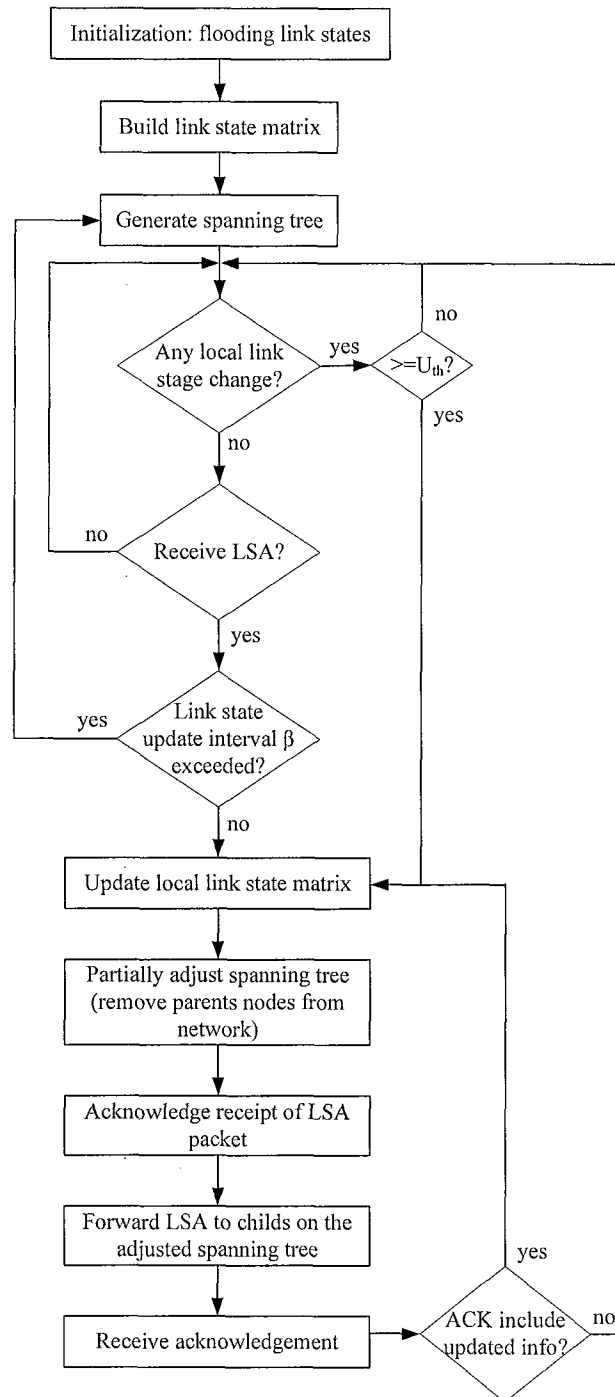 Initialization: flooding link states
Build link state matrix
Generate spanning tree
no
Any local link
stage change?
yes
>=Uth?
yes
no
no
Receive LSA?
yes
yes
Link state
update interval β
exceeded?
no
Update local link state matrix
Partially adjust spanning tree
(remove parents nodes from
network)
Acknowledge receipt of LSA
packet
Forward LSA to childs on the
adjusted spanning tree
yes
Receive acknowledgement
ACK include
updated info?
no